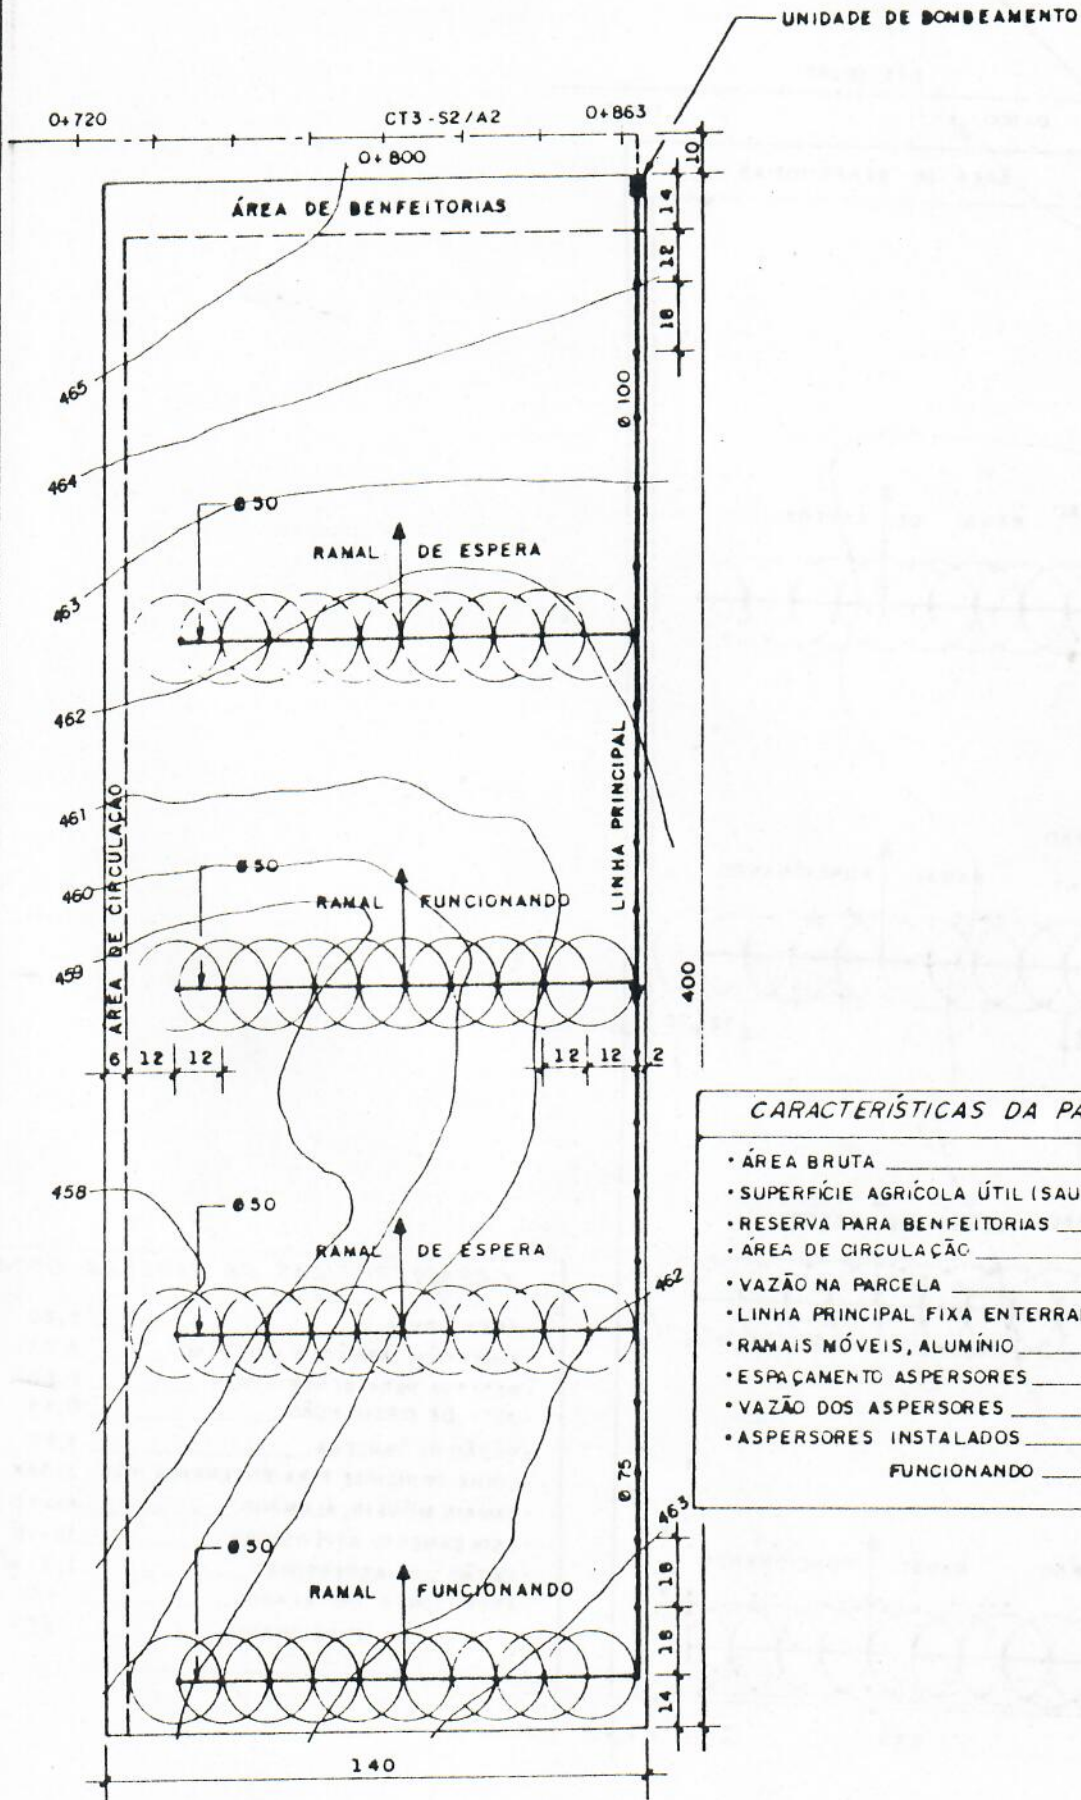 UNIDADE DE BOMBEAMENTO
0+720
CT3-S2/A2
0+863
0+800
10
ÁREA DE BENFEITORIAS
14
12
18
465
Ø 100
464
Ø 50
RAMAL DE ESPERA
463
462
LINHA PRINCIPAL
461
ÁREA DE CIRCULAÇÃO
Ø 50
460
RAMAL FUNCIONANDO
459
400
6 12 12
12 12 2
CARACTERÍSTICAS DA PA
• ÁREA BRUTA
• SUPERFÍCIE AGRÍCOLA ÚTIL (SAU
• RESERVA PARA BENFEITORIAS
• ÁREA DE CIRCULAÇÃO
• VAZÃO NA PARCELA
• LINHA PRINCIPAL FIXA ENTERRA
• RAMAIS MÓVEIS, ALUMÍNIO
• ESPAÇAMENTO ASPERSORES
• VAZÃO DOS ASPERSORES
• ASPERSORES INSTALADOS
FUNCIONANDO
458
Ø 50
RAMAL DE ESPERA
462
Ø 75
463
Ø 50
18
RAMAL FUNCIONANDO
18
14
140